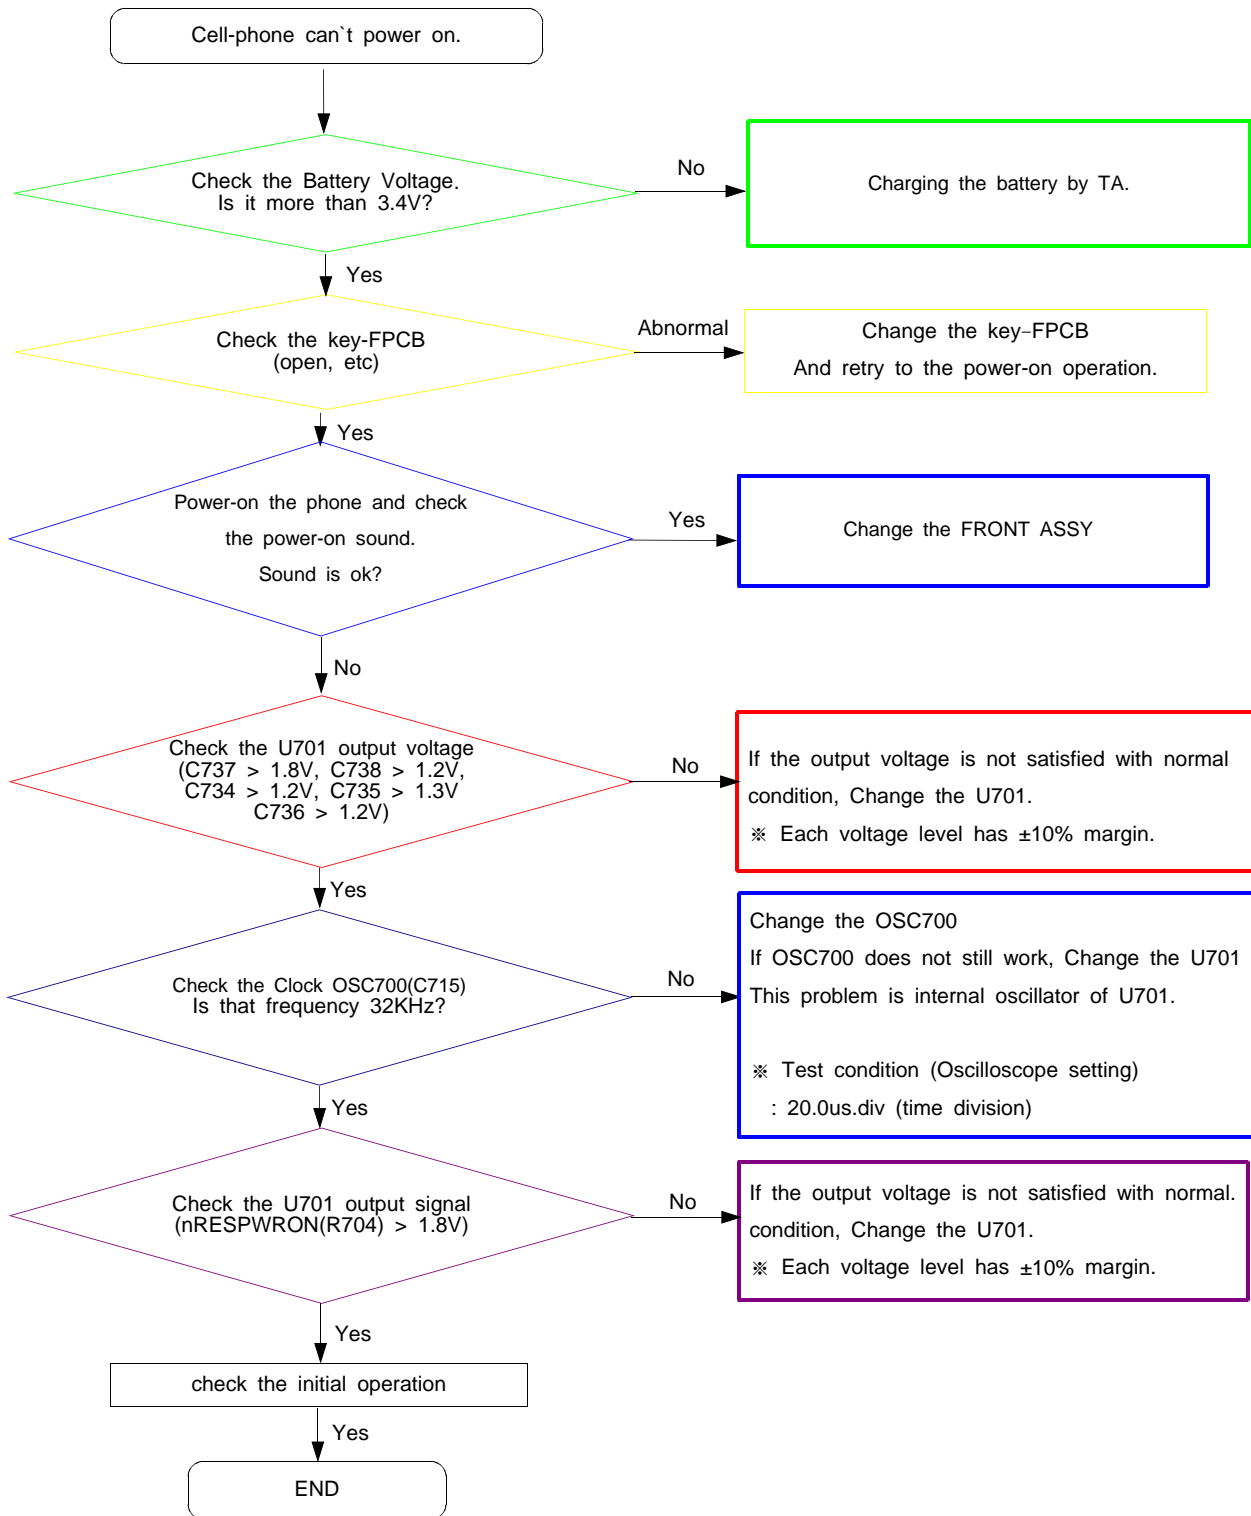 Cell-phone can`t power on.
Check the Battery Voltage.
Is it more than 3.4V?
No
Charging the battery by TA.
Yes
Check the key-FPCB
(open, etc)
Abnormal
Change the key-FPCB
And retry to the power-on operation.
Yes
Power-on the phone and check
the power-on sound.
Sound is ok?
Yes
Change the FRONT ASSY
No
Check the U701 output voltage
(C737 > 1.8V, C738 > 1.2V,
C734 > 1.2V, C735 > 1.3V
C736 > 1.2V)
No
If the output voltage is not satisfied with normal
condition, Change the U701.
※ Each voltage level has ±10% margin.
Yes
Check the Clock OSC700(C715)
Is that frequency 32KHz?
No
Change the OSC700
If OSC700 does not still work, Change the U701
This problem is internal oscillator of U701.
※ Test condition (Oscilloscope setting)
: 20.0us.div (time division)
Yes
Check the U701 output signal
(nRESPWRON(R704) > 1.8V)
No
If the output voltage is not satisfied with normal.
condition, Change the U701.
※ Each voltage level has ±10% margin.
Yes
check the initial operation
Yes
END